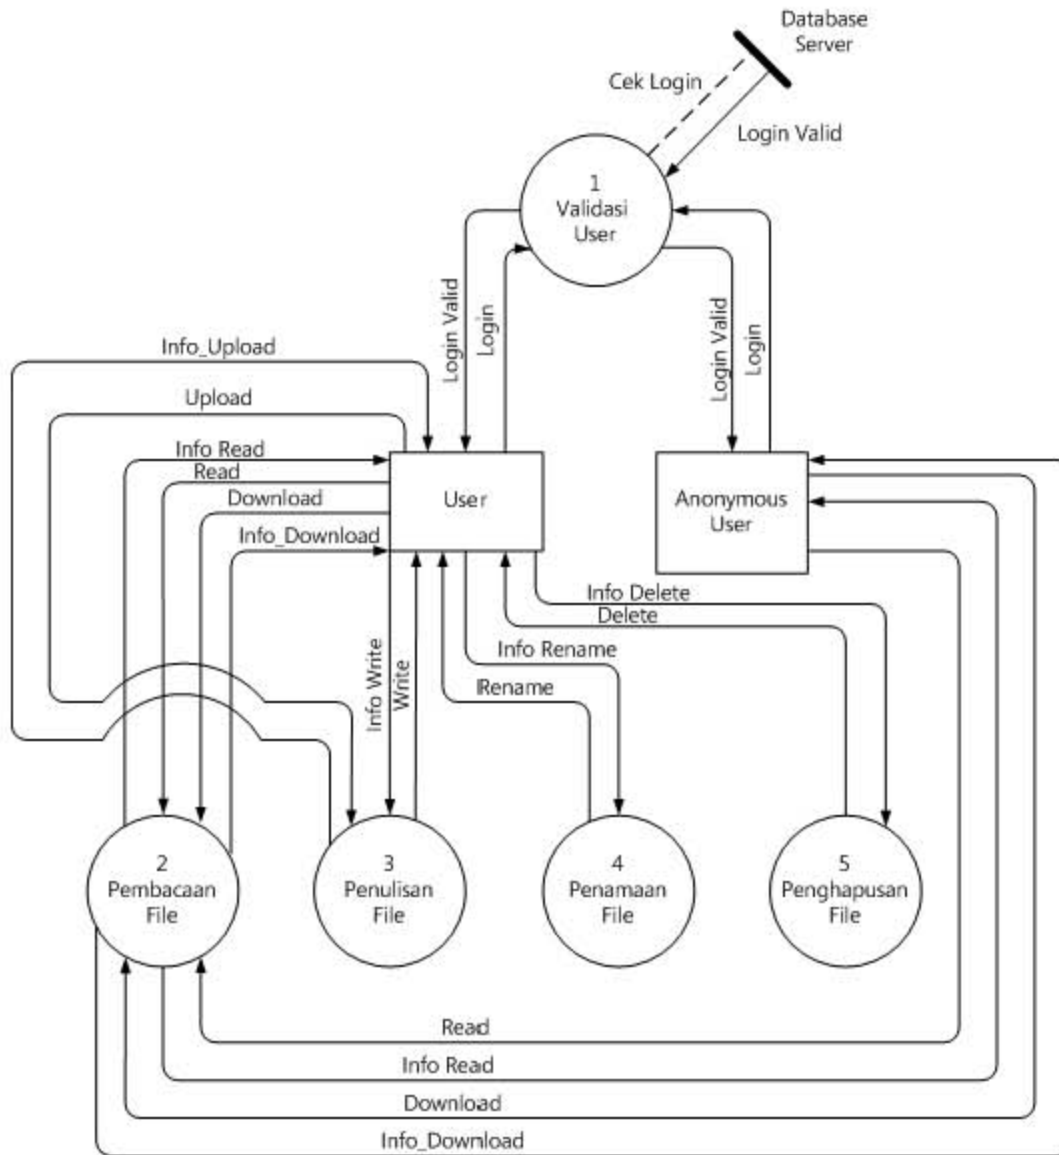 Database
Server
Cek Login
Login Valid
1
Validasi
User
Login Valid
Login
Login Valid
Login
Info_Upload
Upload
Info Read
Read
Download
Info_Download
User
Anonymous
User
Info Delete
Delete
Info Rename
Rename
Info Write
Write
2
Pembacaan
File
3
Penulisan
File
4
Penamaan
File
5
Penghapusan
File
Read
Info Read
Download
Info_Download